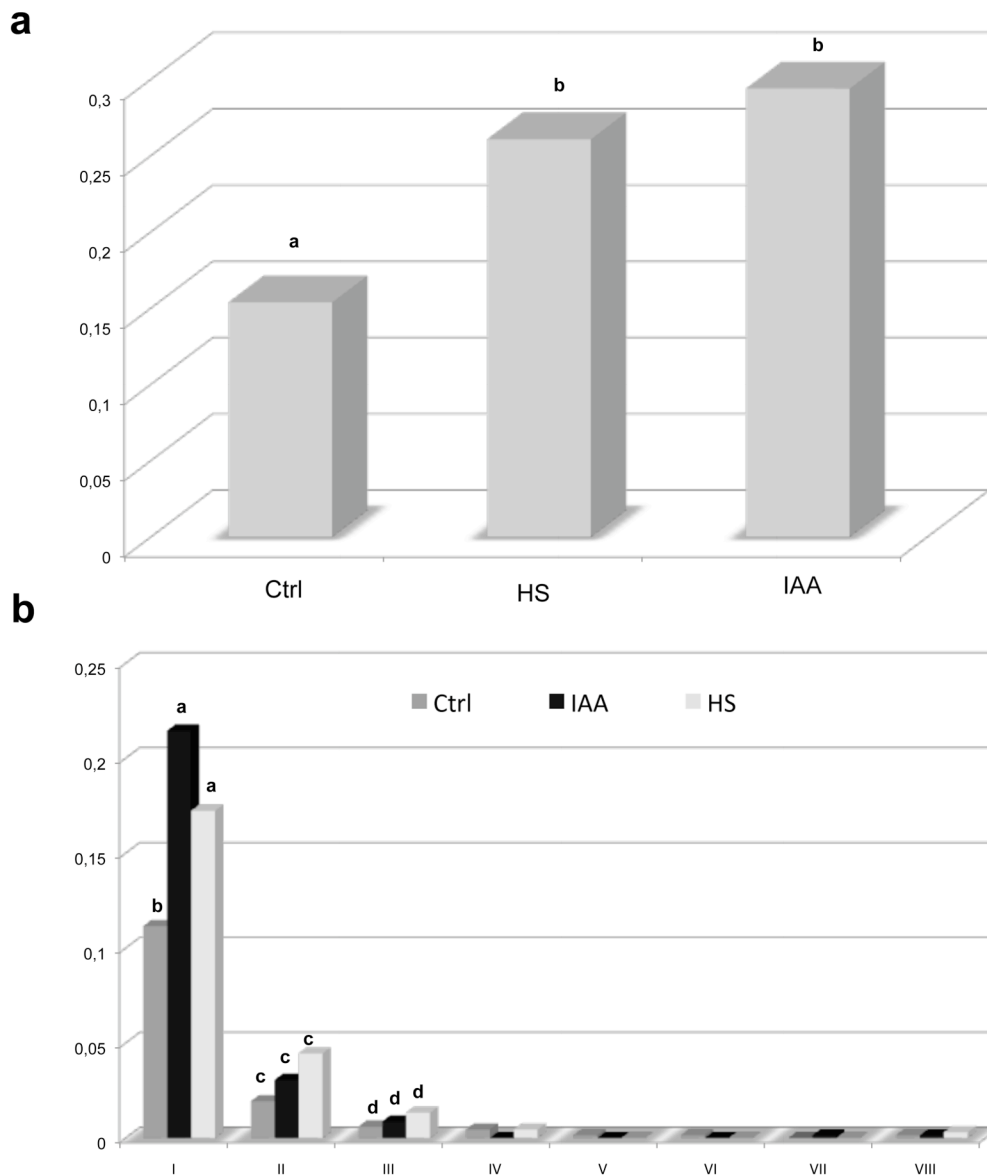 a
b
b
0,3
a
0,25
0,2
0,15
0,1
0,05
0
Ctrl HS IAA
b
0,25
Ctrl IAA HS
a
0,2
a
0,15
b
0,1
0,05
c c c
d d d
0
I II III IV V VI VII VIII